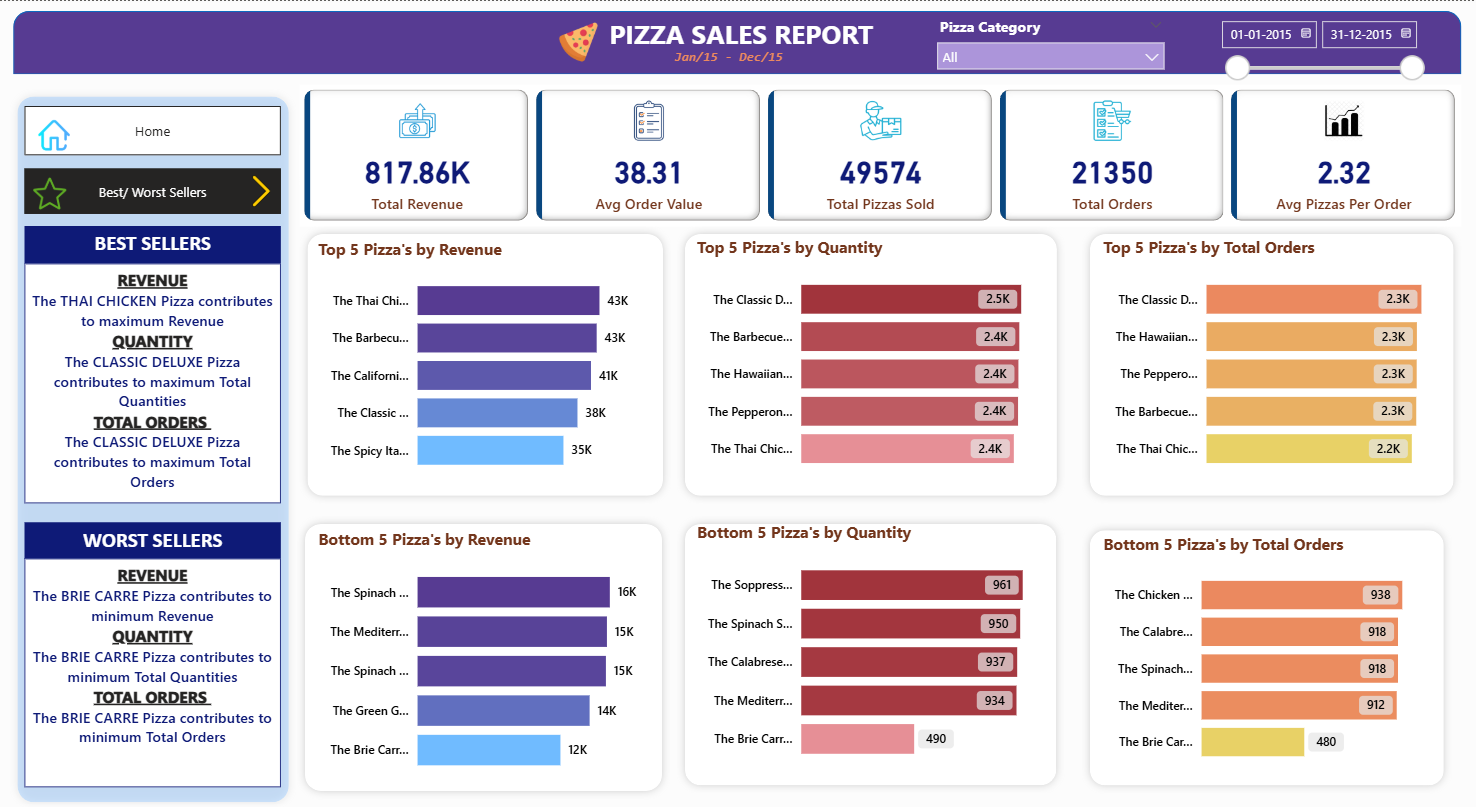 PIZZA SALES REPORT
Jan/15 - Dec/15
Pizza Category
All
01-01-2015
31-12-2015
Home
Best/ Worst Sellers
BEST SELLERS
REVENUE
The THAI CHICKEN Pizza contributes
to maximum Revenue
QUANTITY
The CLASSIC DELUXE Pizza
contributes to maximum Total
Quantities
TOTAL ORDERS
The CLASSIC DELUXE Pizza
contributes to maximum Total
Orders
WORST SELLERS
REVENUE
The BRIE CARRE Pizza contributes to
minimum Revenue
QUANTITY
The BRIE CARRE Pizza contributes to
minimum Total Quantities
TOTAL ORDERS
The BRIE CARRE Pizza contributes to
minimum Total Orders
817.86K
Total Revenue
38.31
Avg Order Value
49574
Total Pizzas Sold
21350
Total Orders
2.32
Avg Pizzas Per Order
Top 5 Pizza's by Revenue
The Thai Chi... 43K
The Barbecu... 43K
The Californi... 41K
The Classic ... 38K
The Spicy Ita... 35K
Top 5 Pizza's by Quantity
The Classic D... 2.5K
The Barbecue... 2.4K
The Hawaiian... 2.4K
The Pepperon... 2.4K
The Thai Chic... 2.4K
Top 5 Pizza's by Total Orders
The Classic D... 2.3K
The Hawaiian... 2.3K
The Peppero... 2.3K
The Barbecue... 2.3K
The Thai Chic... 2.2K
Bottom 5 Pizza's by Revenue
The Spinach ... 16K
The Mediterr... 15K
The Spinach ... 15K
The Green G... 14K
The Brie Carr... 12K
Bottom 5 Pizza's by Quantity
The Soppress... 961
The Spinach S... 950
The Calabrese... 937
The Mediterr... 934
The Brie Carr... 490
Bottom 5 Pizza's by Total Orders
The Chicken ... 938
The Calabre... 918
The Spinach... 918
The Mediter... 912
The Brie Car... 480